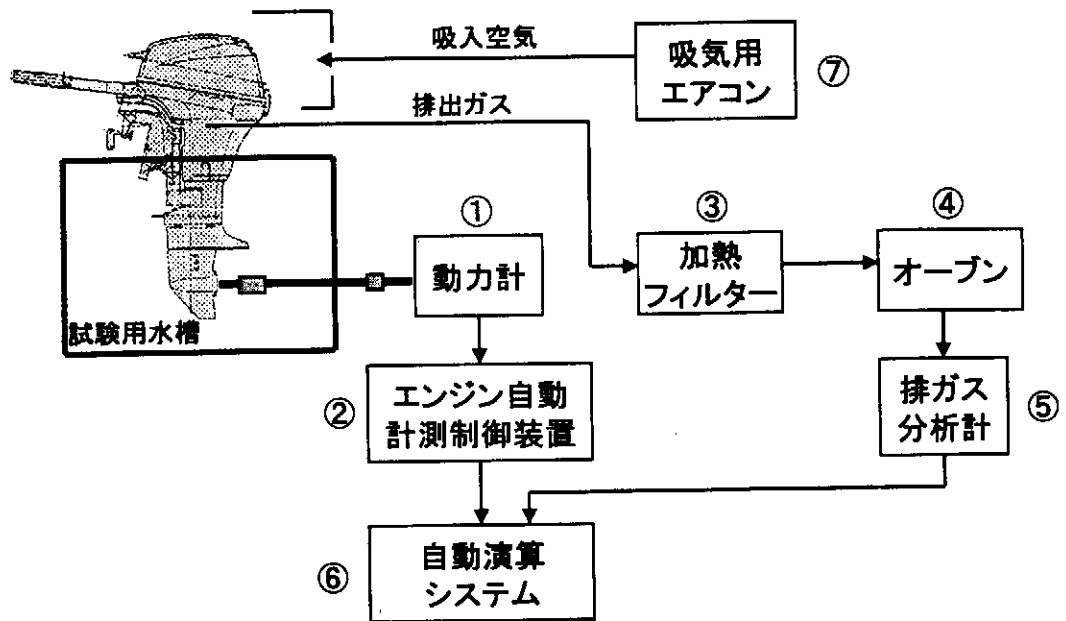 吸入空気
吸気用
エアコン
⑦
排出ガス
①
動力計
③
加熱
フィルター
④
オーブン
試験用水槽
②
エンジン自動
計測制御装置
排ガス
分析計
⑤
⑥
自動演算
システム